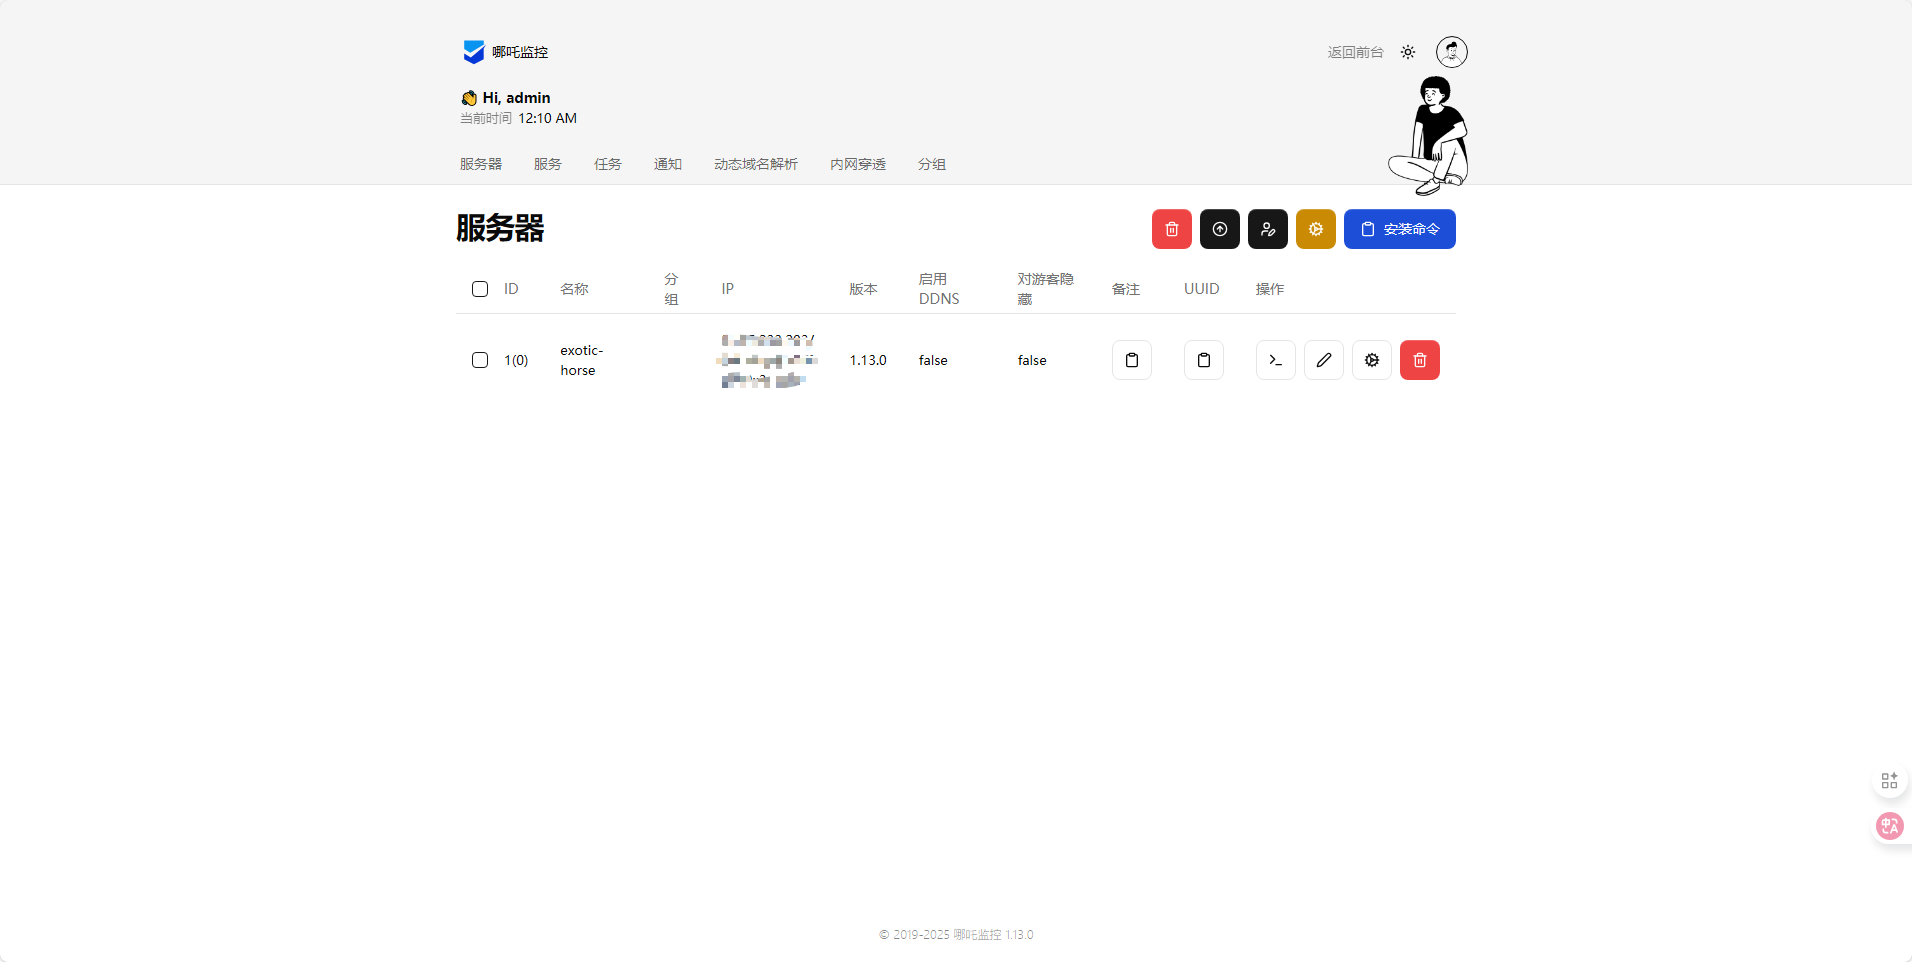 哪吒监控
返回前台
Hi, admin
当前时间 12:10 AM
服务器 服务 任务 通知 动态域名解析 内网穿透 分组
服务器
安装命令
ID 名称 分组 IP 版本 启用DDNS 对游客隐藏 备注 UUID 操作
1(0) exotic-horse 1.13.0 false false
© 2019-2025 哪吒监控 1.13.0